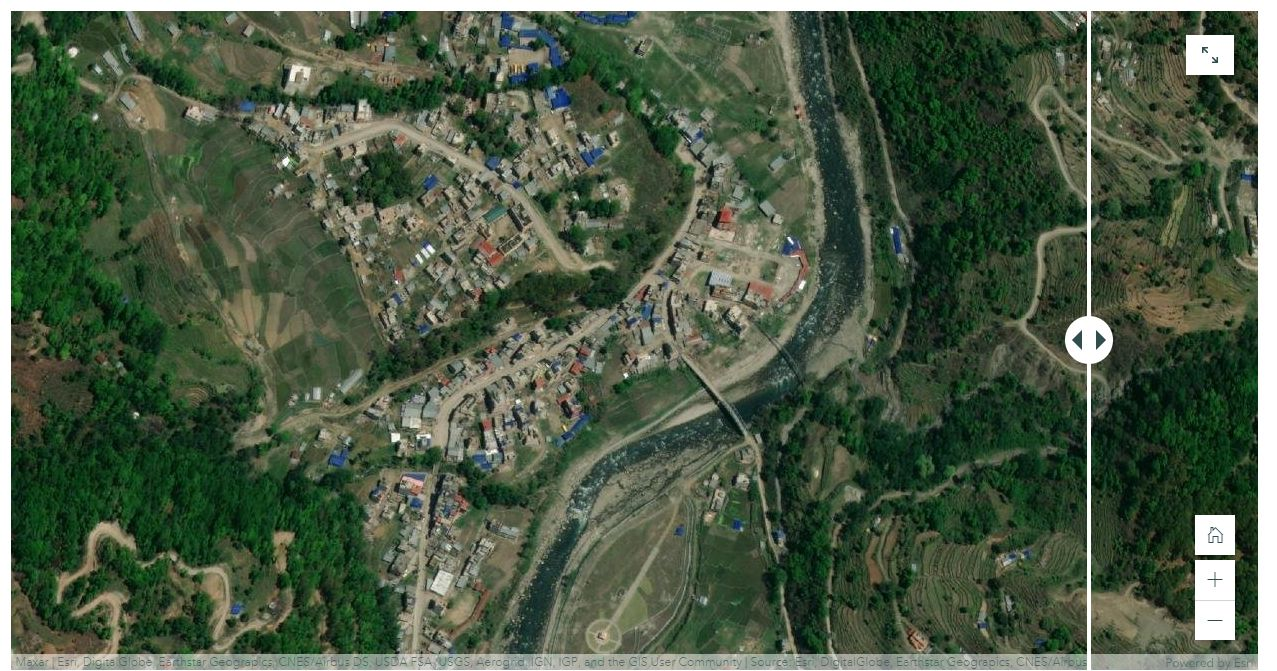 Maxar | Esri, DigitalGlobe, Earthstar Geographics, CNES/Airbus DS, USDA FSA, USGS, Aerogrid, IGN, IGP, and the GIS User Community | Source: Esri, DigitalGlobe, Earthstar Geographics, CNES/Airbus
Powered by Esri